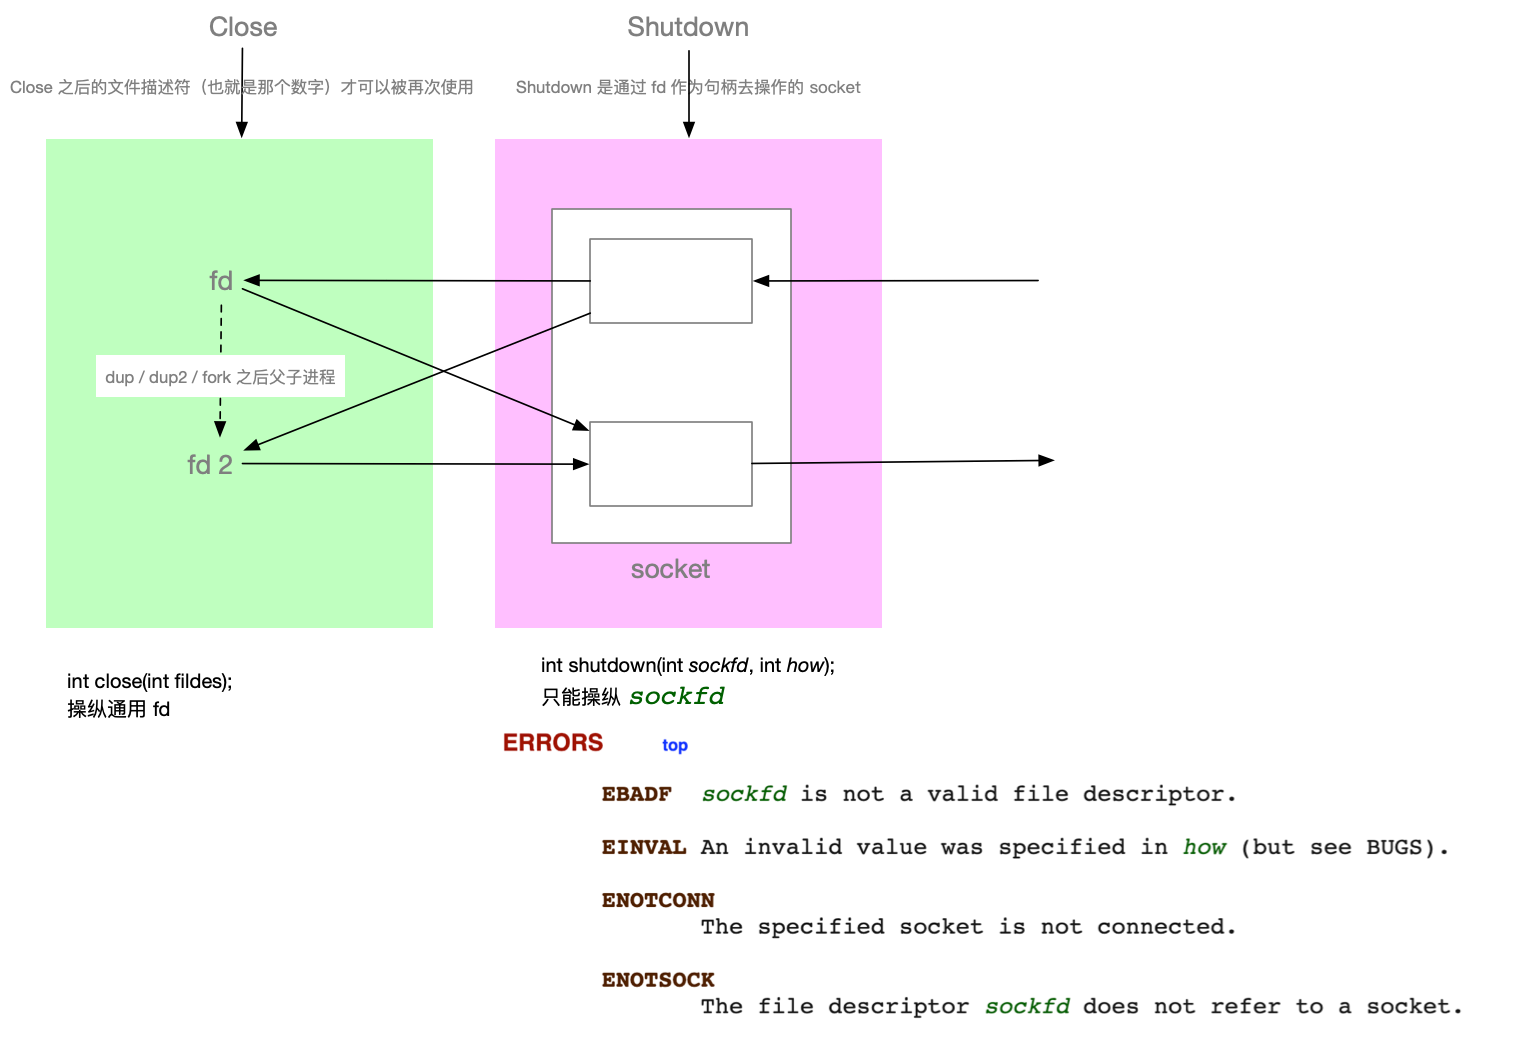 Close
Shutdown
Close 之后的文件描述符（也就是那个数字）才可以被再次使用
Shutdown 是通过 fd 作为句柄去操作的 socket
fd
dup / dup2 / fork 之后父子进程
fd 2
socket
int close(int fildes);
操纵通用 fd
int shutdown(int sockfd, int how);
只能操纵 sockfd
ERRORS top
EBADF sockfd is not a valid file descriptor.
EINVAL An invalid value was specified in how (but see BUGS).
ENOTCONN
The specified socket is not connected.
ENOTSOCK
The file descriptor sockfd does not refer to a socket.